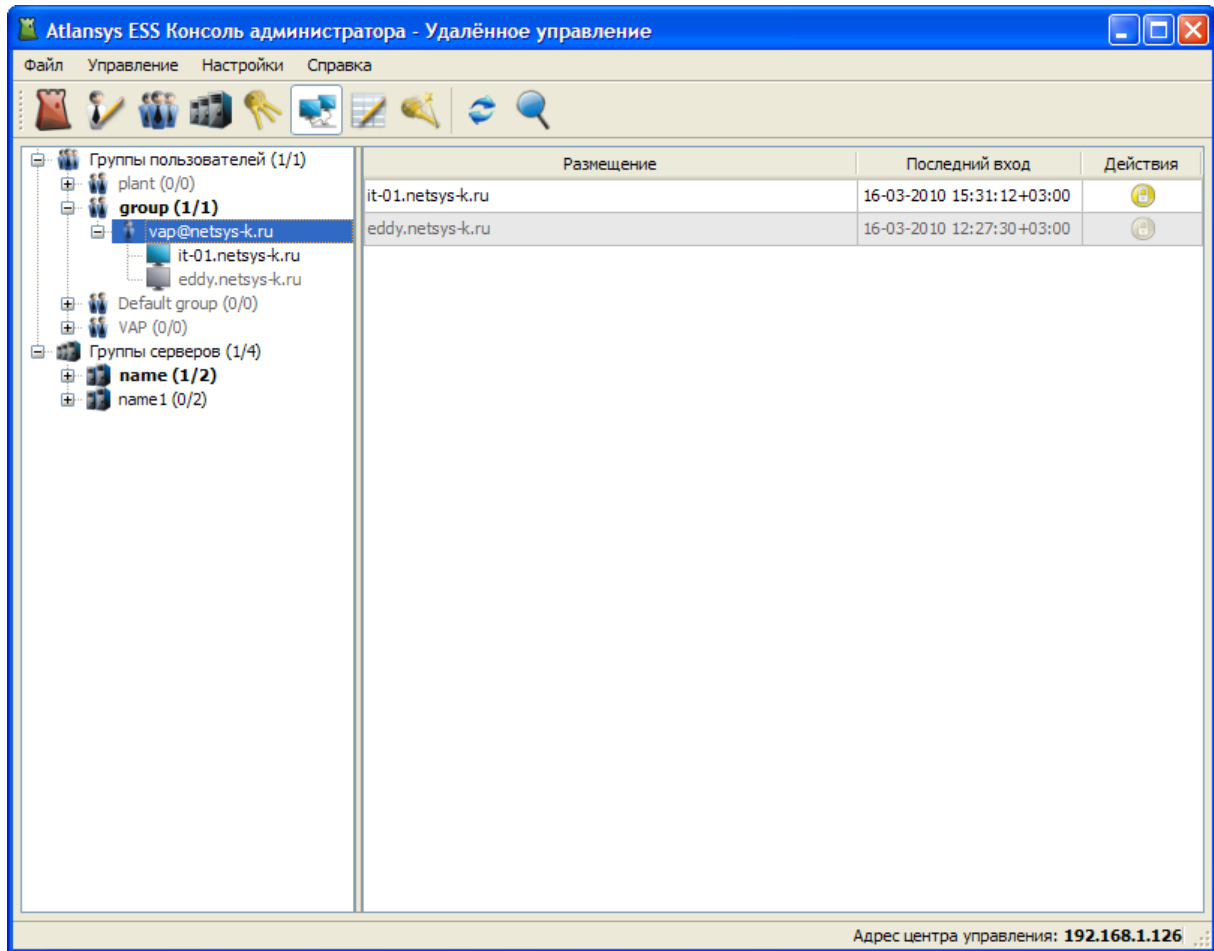 Atlansys ESS Консоль администратора - Удалённое управление
Файл Управление Настройки Справка
Группы пользователей (1/1)
plant (0/0)
group (1/1)
vap@netsys-k.ru
it-01.netsys-k.ru
eddy.netsys-k.ru
Default group (0/0)
VAP (0/0)
Группы серверов (1/4)
name (1/2)
name1 (0/2)
Размещение Последний вход Действия
it-01.netsys-k.ru 16-03-2010 15:31:12+03:00
eddy.netsys-k.ru 16-03-2010 12:27:30+03:00
Адрес центра управления: 192.168.1.126